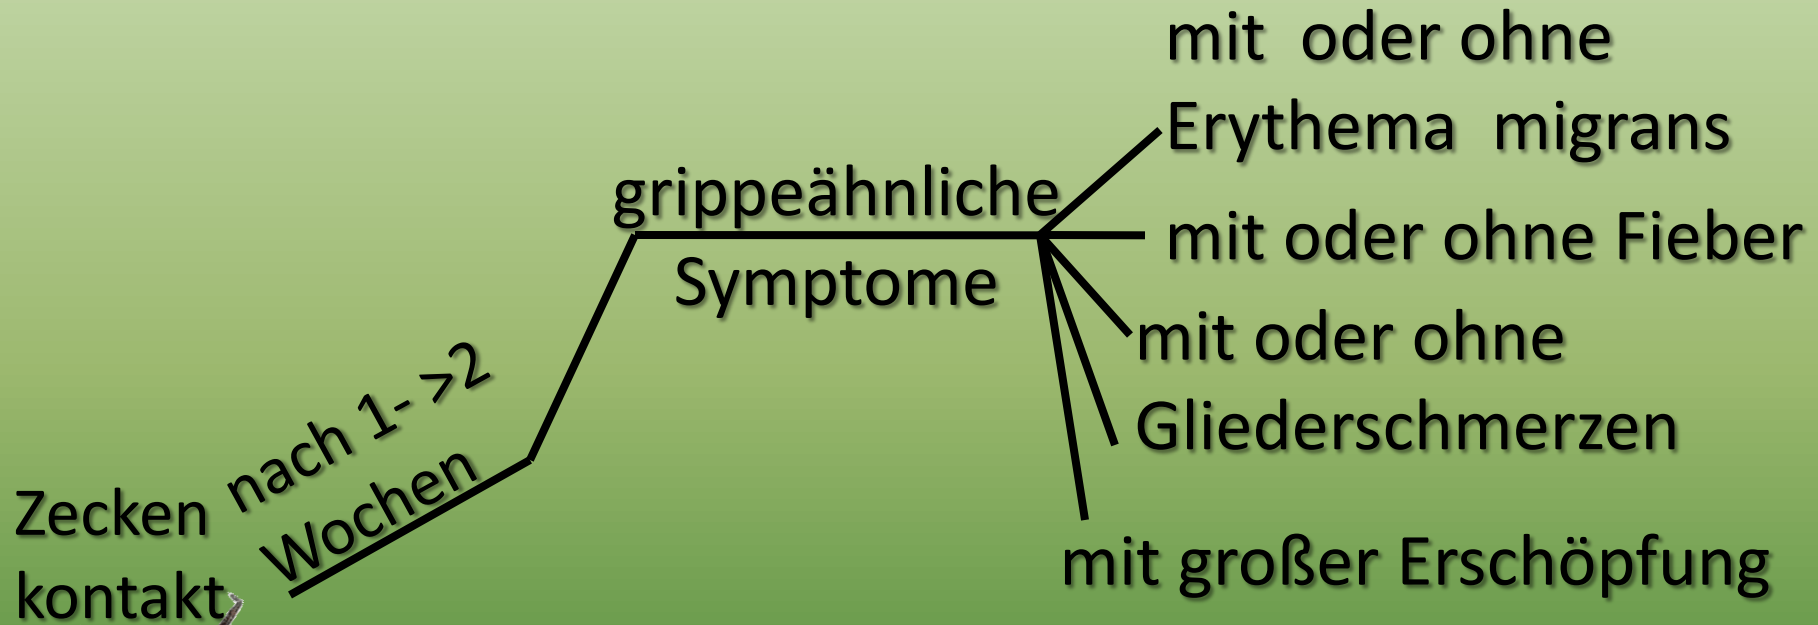 Zecken
kontakt
nach 1- >2
Wochen
grippeähnliche
Symptome
mit oder ohne
Erythema migrans
mit oder ohne Fieber
mit oder ohne
Gliederschmerzen
mit großer Erschöpfung